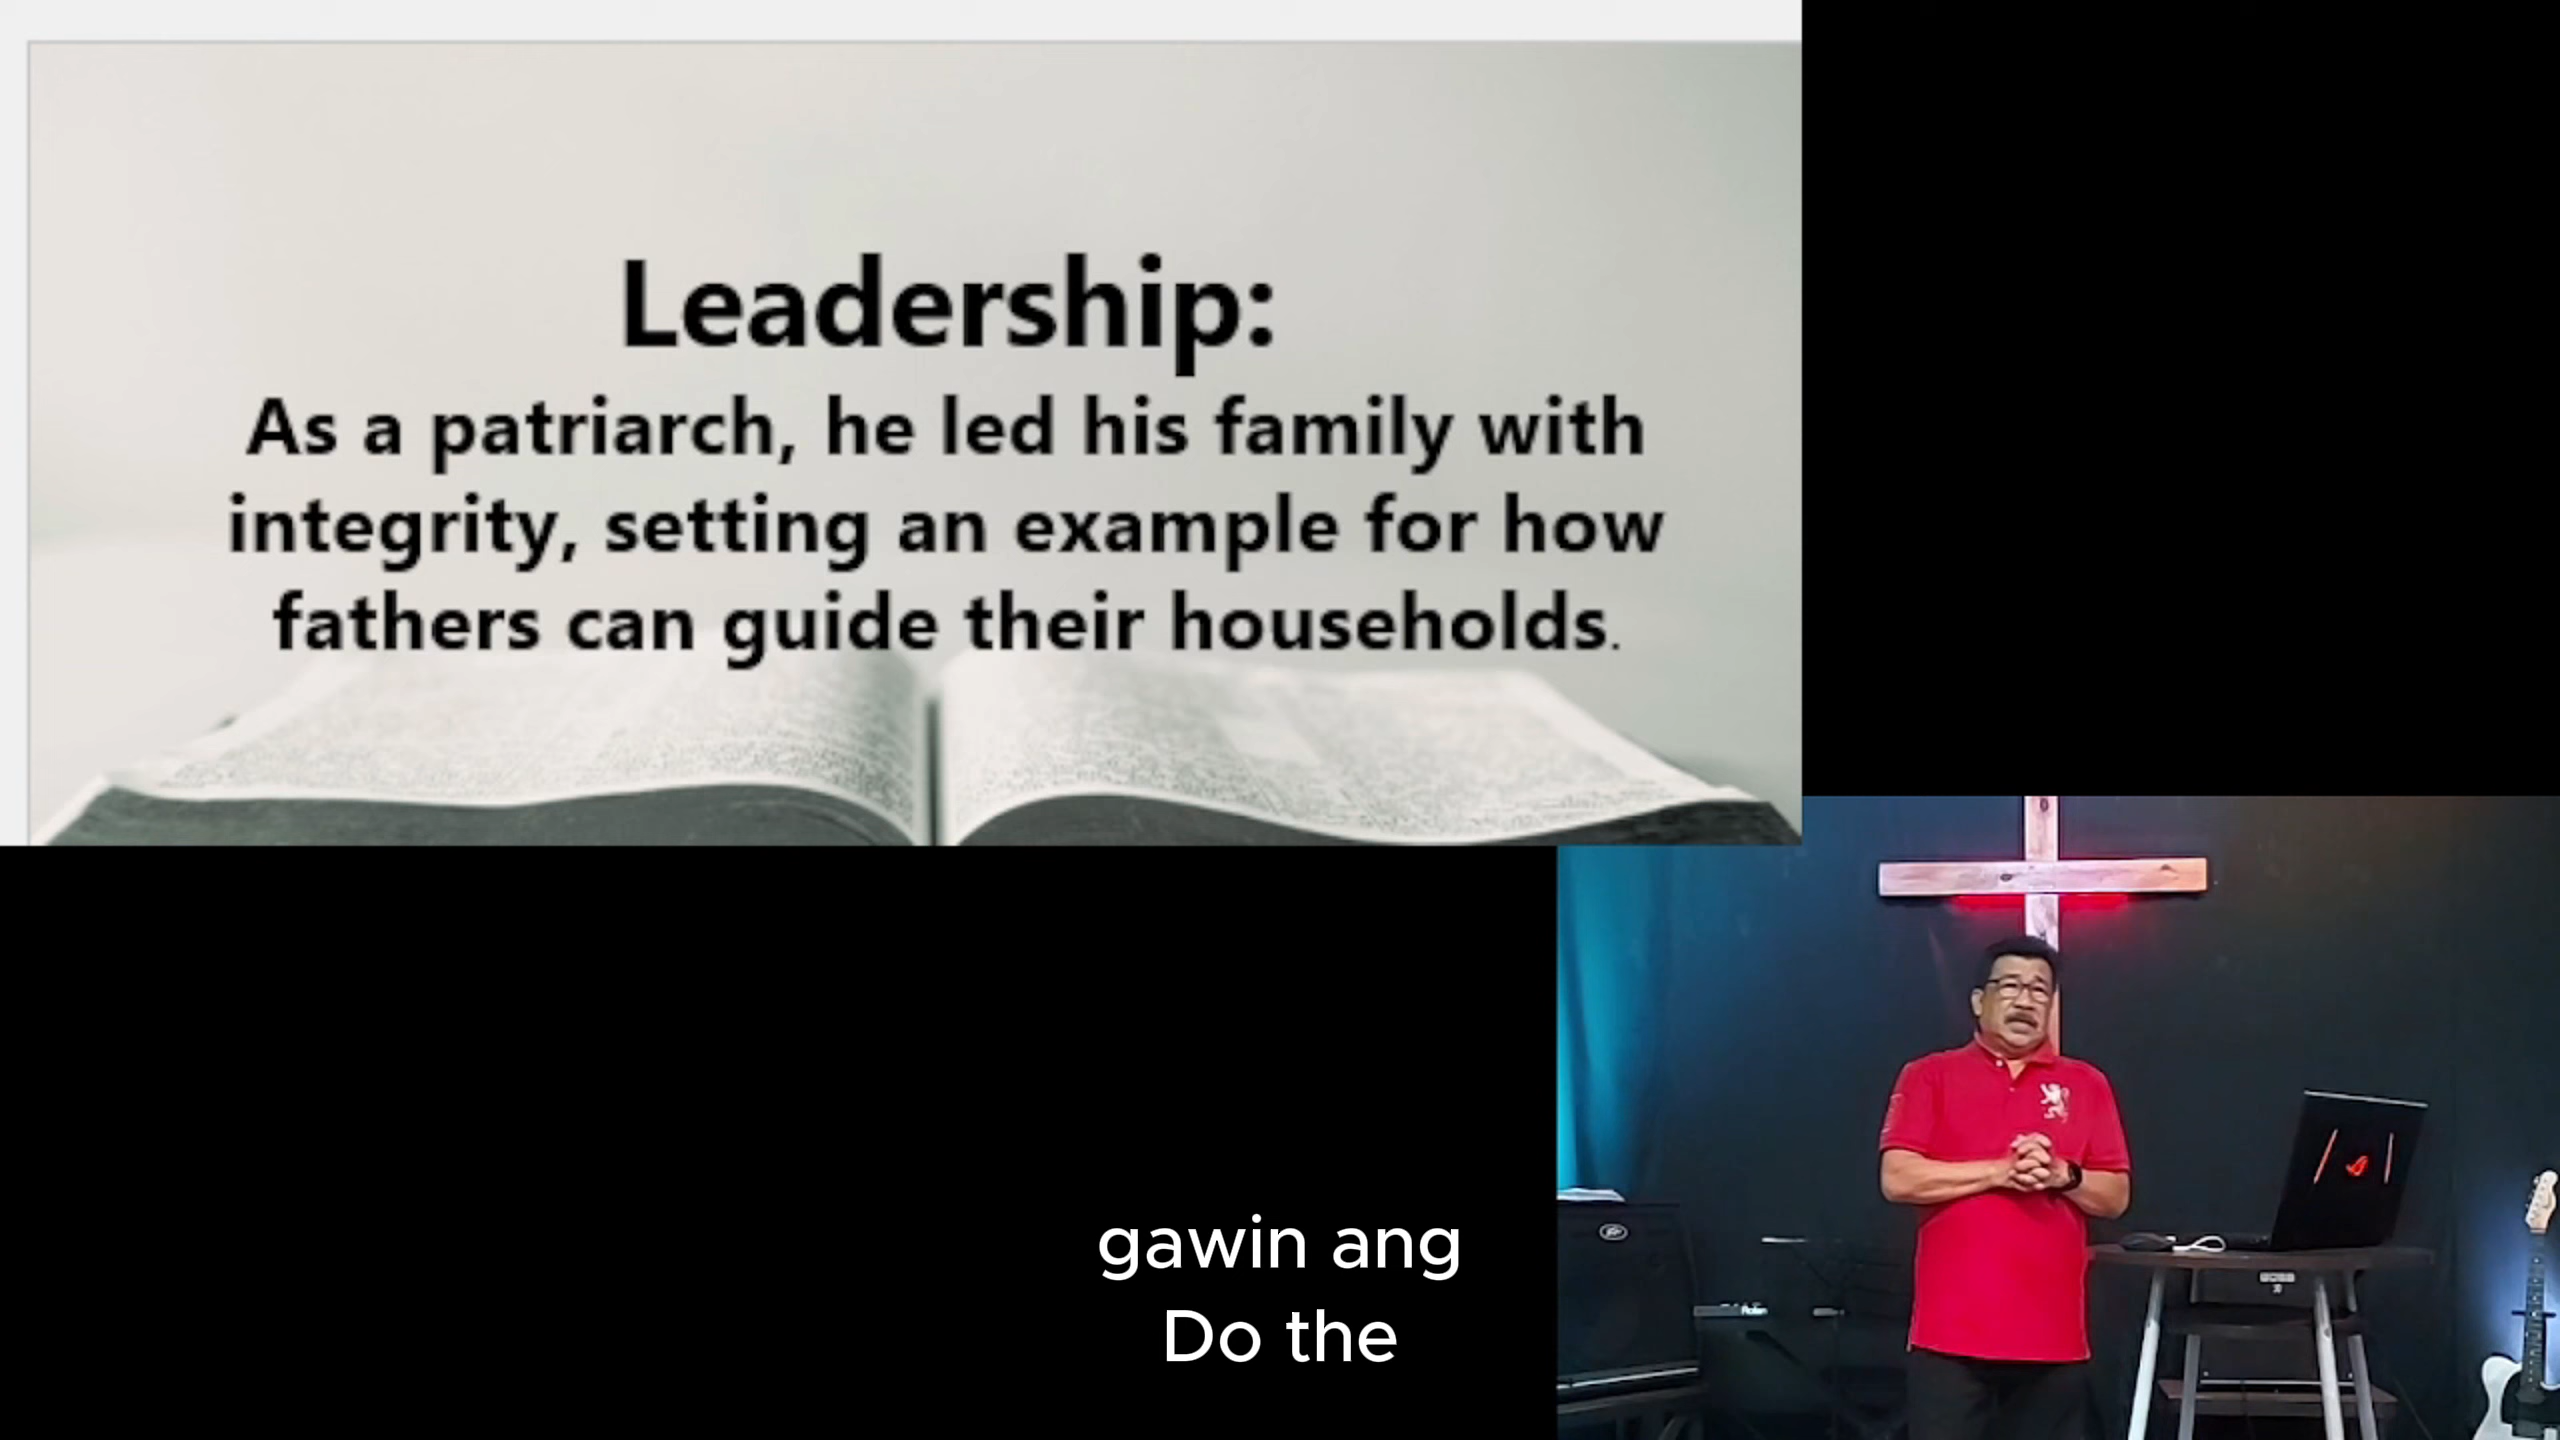 Leadership:
As a patriarch, he led his family with
integrity, setting an example for how
fathers can guide their households.
gawin ang
Do the